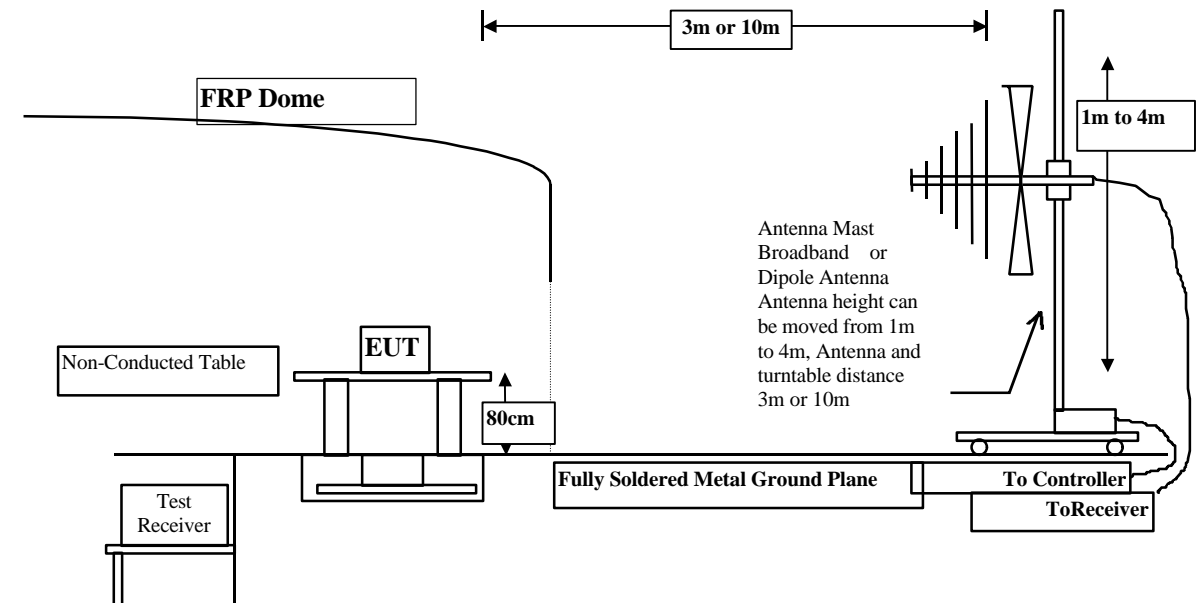 3m or 10m
FRP Dome
1m to 4m
Antenna Mast
Broadband or
Dipole Antenna
Antenna height can
be moved from 1m
to 4m, Antenna and
turntable distance
3m or 10m
EUT
Non-Conducted Table
80cm
Fully Soldered Metal Ground Plane
To Controller
ToReceiver
Test
Receiver